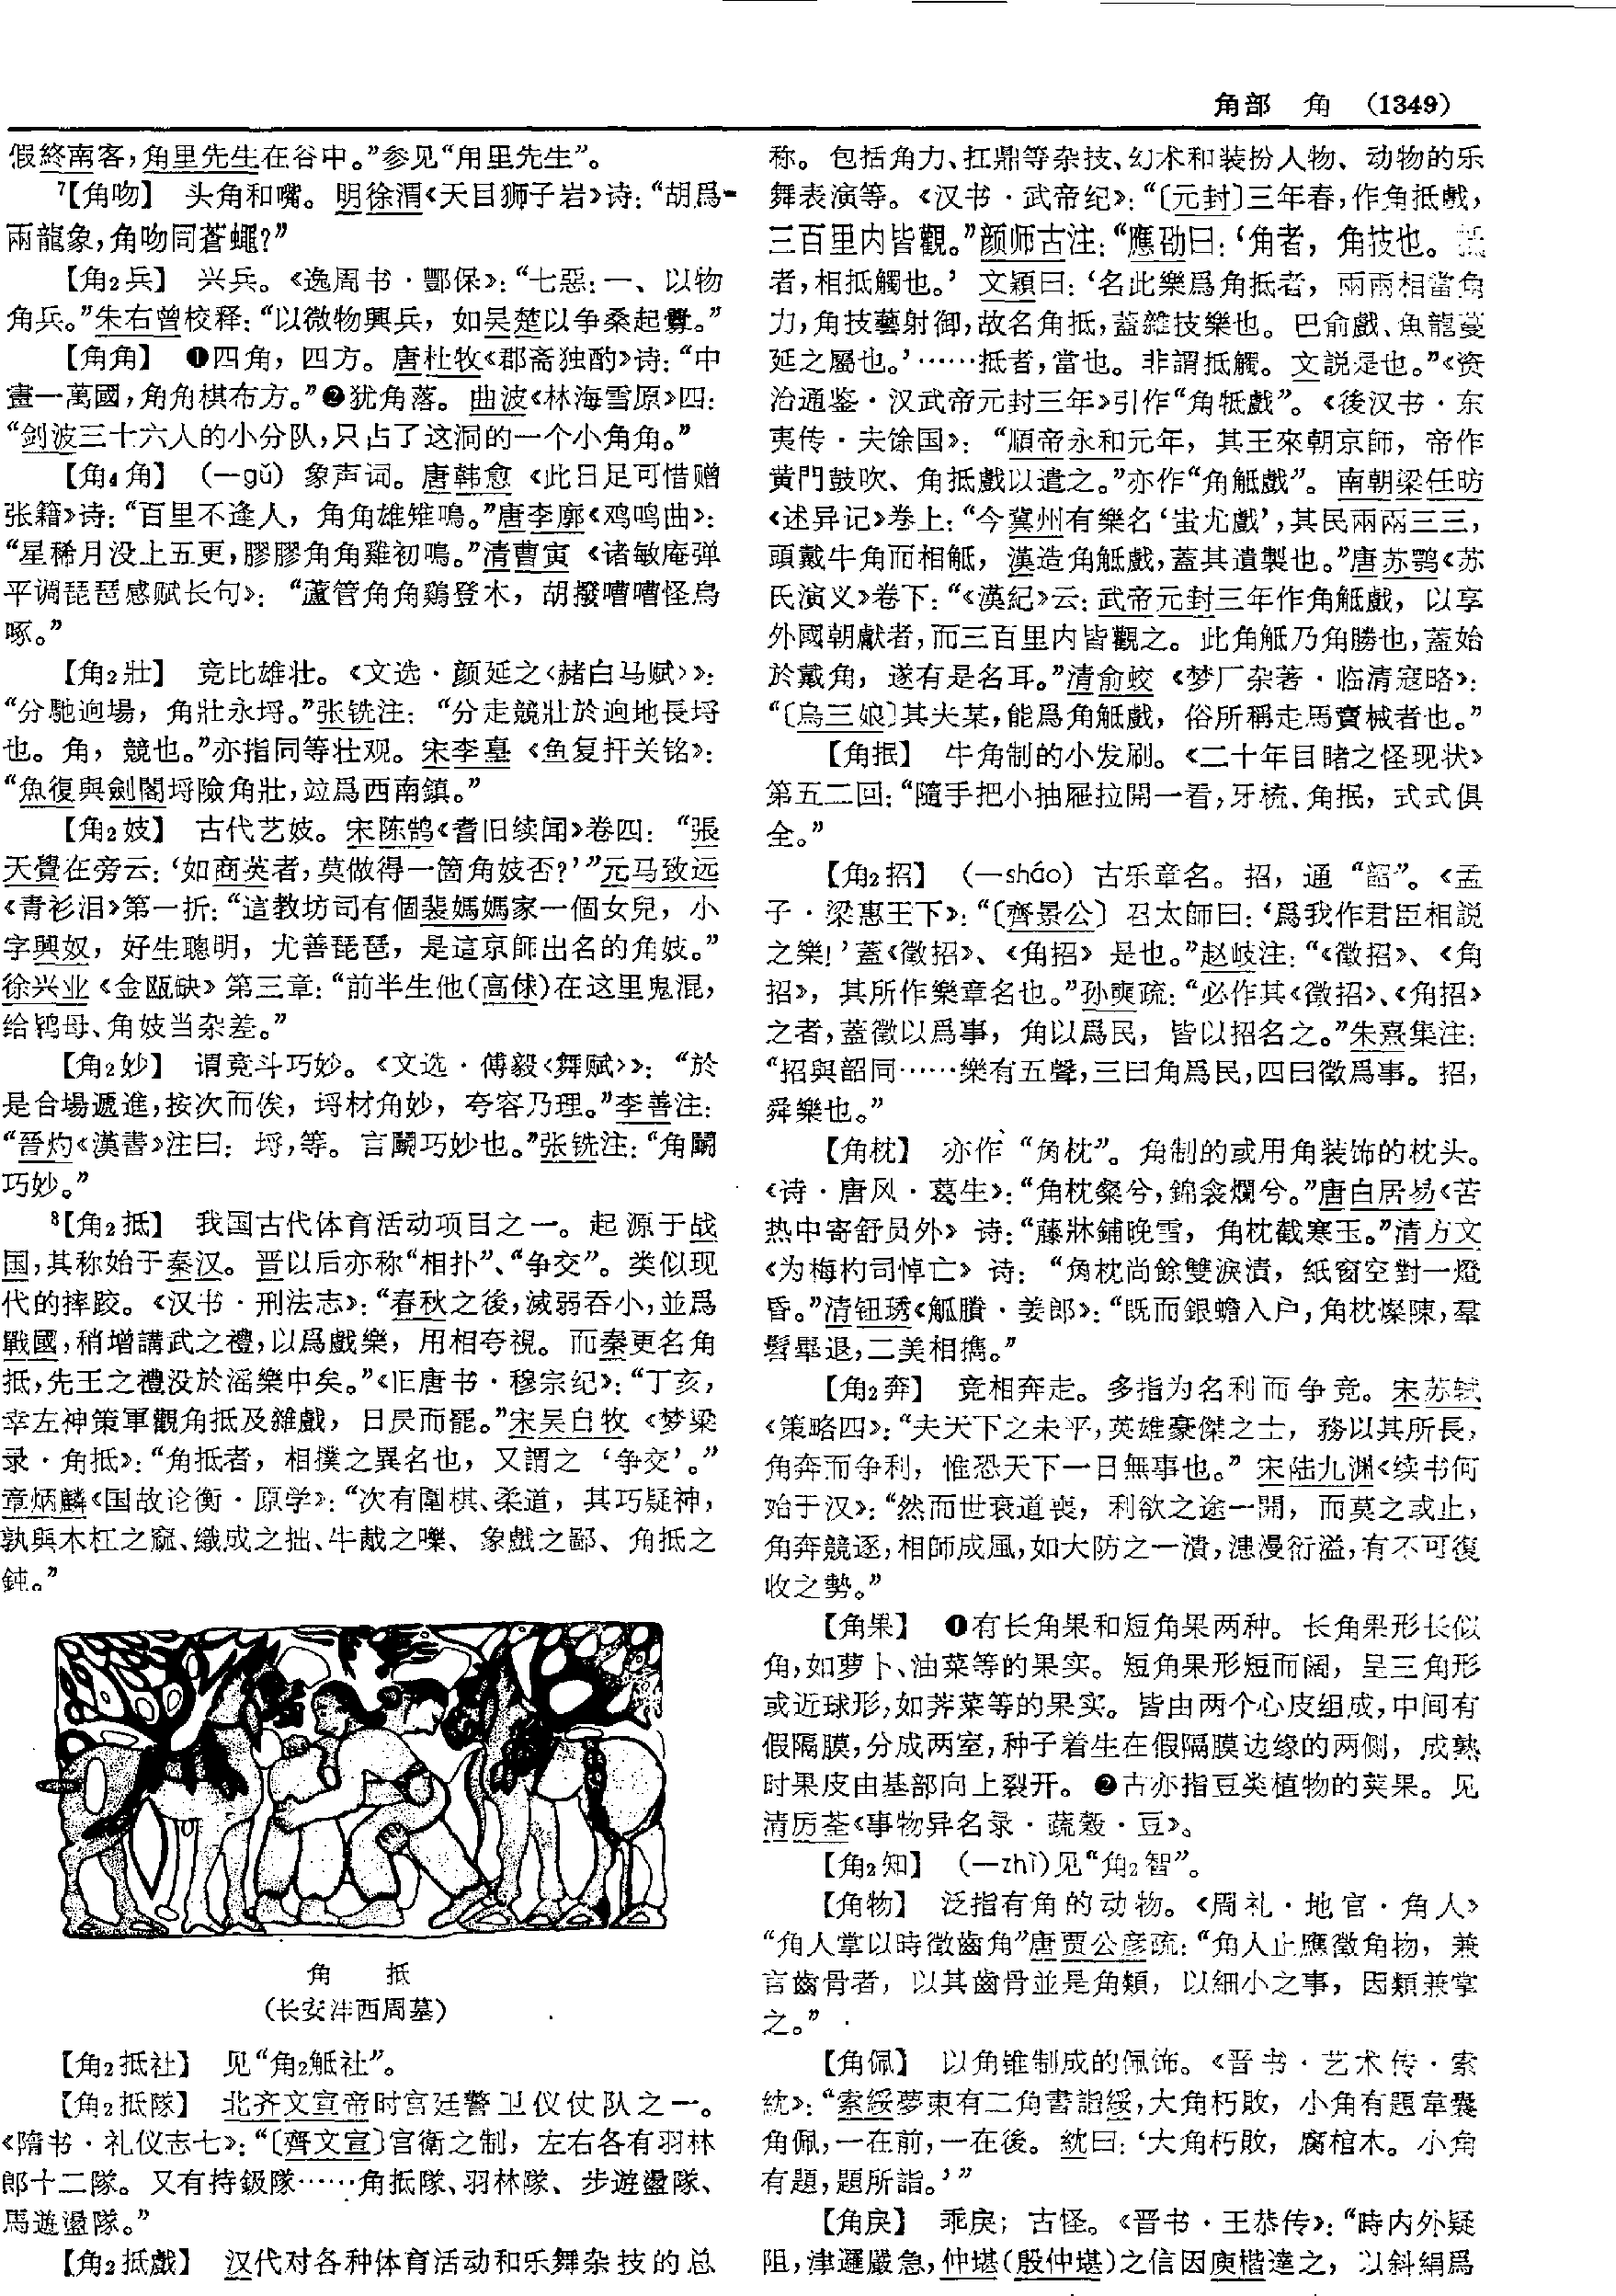 角部　角　（1349）
假終南客，角里先生在谷中。”参见“甪里先生”。
7【角吻】　头角和嘴。明徐渭《天目狮子岩》诗：“胡爲
兩龍象，角吻同蒼蠅？”
【角2兵】　兴兵。《逸周书·酆保》：“七惡：一、以物
角兵。”朱右曾校释：“以微物興兵，如吴楚以争桑起釁。”
【角角】　❶四角，四方。唐杜牧《郡斋独酌》诗：“中
畫一萬國，角角棋布方。”❷犹角落。曲波《林海雪原》四：
“剑波三十六人的小分队，只占了这洞的一个小角角。”
【角4角】　（—gǔ）象声词。唐韩愈《此日足可惜赠
张籍》诗：“百里不逢人，角角雄雉鳴。”唐李廓《鸡鸣曲》：
“星稀月没上五更，膠膠角角雞初鳴。”清曹寅《诸敏庵弹
平调琵琶感赋长句》：“蘆管角角鷄登木，胡撥嘈嘈怪鳥
啄。”
【角2壯】　竞比雄壮。《文选·颜延之〈赭白马赋〉》：
“分馳迥場，角壯永埒。”张铣注：“分走競壯於迥地長埒
也。角，競也。”亦指同等壮观。宋李壴《鱼复扞关铭》：
“魚復與劍閣埒險角壯，竝爲西南鎮。”
【角2妓】　古代艺妓。宋陈鹄《耆旧续闻》卷四：“張
天覺在旁云：‘如商英者，莫做得一箇角妓否？’”元马致远
《青衫泪》第一折：“這教坊司有個裴媽媽家一個女兒，小
字興奴，好生聰明，尤善琵琶，是這京師出名的角妓。”
徐兴业《金瓯缺》第三章：“前半生他（高俅）在这里鬼混，
给鸨母、角妓当杂差。”
【角2妙】　谓竞斗巧妙。《文选·傅毅〈舞赋〉》：“於
是合場遞進，按次而俟，埒材角妙，夸容乃理。”李善注：
“晉灼《漢書》注曰：埒，等。言鬭巧妙也。”张铣注：“角鬭
巧妙。”
8【角2抵】　我国古代体育活动项目之一。起源于战
国，其称始于秦汉。晋以后亦称“相扑”、“争交”。类似现
代的摔跤。《汉书·刑法志》：“春秋之後，滅弱吞小，並爲
戰國，稍增講武之禮，以爲戲樂，用相夸視。而秦更名角
抵，先王之禮没於淫樂中矣。”《旧唐书·穆宗纪》：“丁亥，
幸左神策軍觀角抵及雜戲，日昃而罷。”宋吴自牧《梦粱
录·角抵》：“角抵者，相撲之異名也，又謂之‘争交’。”
章炳麟《国故论衡·原学》：“次有圍棋、柔道，其巧疑神，
孰與木杠之窳、織成之拙、牛胾之嚛、象戲之鄙、角抵之
鈍。”
角　抵
（长安沣西周墓）
【角2抵社】　见“角2觝社”。
【角2抵隊】　北齐文宣帝时宫廷警卫仪仗队之一。
《隋书·礼仪志七》：“〔齊文宣〕宫衛之制，左右各有羽林
郎十二隊。又有持鈒隊……角抵隊、羽林隊、步遊盪隊、
馬遊盪隊。”
【角2抵戲】　汉代对各种体育活动和乐舞杂技的总
称。包括角力、扛鼎等杂技、幻术和装扮人物、动物的乐
舞表演等。《汉书·武帝纪》：“〔元封〕三年春，作角抵戲，
三百里内皆觀。”颜师古注：“應劭曰：‘角者，角技也。抵
者，相抵觸也。’文穎曰：‘名此樂爲角抵者，兩兩相當角
力，角技藝射御，故名角抵，蓋雜技樂也。巴俞戲、魚龍蔓
延之屬也。’……抵者，當也。非謂抵觸。文説是也。”《资
治通鉴·汉武帝元封三年》引作“角牴戲”。《後汉书·东
夷传·夫馀国》：“順帝永和元年，其王來朝京師，帝作
黄門鼓吹、角抵戲以遣之。”亦作“角觝戲”。南朝梁任昉
《述异记》卷上：“今冀州有樂名‘蚩尤戲’，其民兩兩三三，
頭戴牛角而相觝，漢造角觝戲，蓋其遺製也。”唐苏鹗《苏
氏演义》卷下：“《漢紀》云：武帝元封三年作角觝戲，以享
外國朝獻者，而三百里内皆觀之。此角觝乃角勝也，蓋始
於戴角，遂有是名耳。”清俞蛟《梦厂杂著·临清寇略》：
“〔烏三娘〕其夫某，能爲角觝戲，俗所稱走馬賣械者也。”
【角抿】　牛角制的小发刷。《二十年目睹之怪现状》
第五二回：“隨手把小抽屜拉開一看，牙梳、角抿，式式俱
全。”
【角2招】　（—sháo）古乐章名。招，通“韶”。《孟
子·梁惠王下》：“〔齊景公〕召太師曰：‘爲我作君臣相説
之樂！’蓋《徵招》、《角招》是也。”赵岐注：“《徵招》、《角
招》，其所作樂章名也。”孙奭疏：“必作其《徵招》、《角招》
之者，蓋徵以爲事，角以爲民，皆以招名之。”朱熹集注：
“招與韶同……樂有五聲，三曰角爲民，四曰徵爲事。招，
舜樂也。”
【角枕】　亦作“觕枕”。角制的或用角装饰的枕头。
《诗·唐风·葛生》：“角枕粲兮，錦衾爛兮。”唐白居易《苦
热中寄舒员外》诗：“藤牀鋪晚雪，角枕截寒玉。”清方文
《为梅杓司悼亡》诗：“角枕尚餘雙淚漬，紙窗空對一燈
昏。”清钮琇《觚賸·姜郎》：“既而銀蟾入户，角枕燦陳，羣
髫畢退，二美相擕。”
【角2奔】　竞相奔走。多指为名利而争竞。宋苏轼
《策略四》：“夫天下之未平，英雄豪傑之士，務以其所長，
角奔而争利，惟恐天下一日無事也。”宋陆九渊《续书何
始于汉》：“然而世衰道喪，利欲之途一開，而莫之或止，
角奔競逐，相師成風，如大防之一潰，漶漫衍溢，有不可復
收之勢。”
【角果】　❶有长角果和短角果两种。长角果形长似
角，如萝卜、油菜等的果实。短角果形短而阔，呈三角形
或近球形，如荠菜等的果实。皆由两个心皮组成，中间有
假隔膜，分成两室，种子着生在假隔膜边缘的两侧，成熟
时果皮由基部向上裂开。❷古亦指豆类植物的荚果。见
清厉荃《事物异名录·蔬穀·豆》。
【角2知】　（—zhì）见“角2智”。
【角物】　泛指有角的动物。《周礼·地官·角人》
“角人掌以時徵齒角”唐贾公彦疏：“角人止應徵角物，兼
言齒骨者，以其齒骨並是角類，以細小之事，因類兼掌
之。”
【角佩】　以角锥制成的佩饰。《晋书·艺术传·索
紞》：“索綏夢東有二角書詣綏，大角朽敗，小角有題韋囊
角佩，一在前，一在後。紞曰：‘大角朽敗，腐棺木。小角
有題，題所詣。’”
【角戾】　乖戾；古怪。《晋书·王恭传》：“時内外疑
阻，津邏嚴急，仲堪（殷仲堪）之信因庾楷達之，以斜絹爲